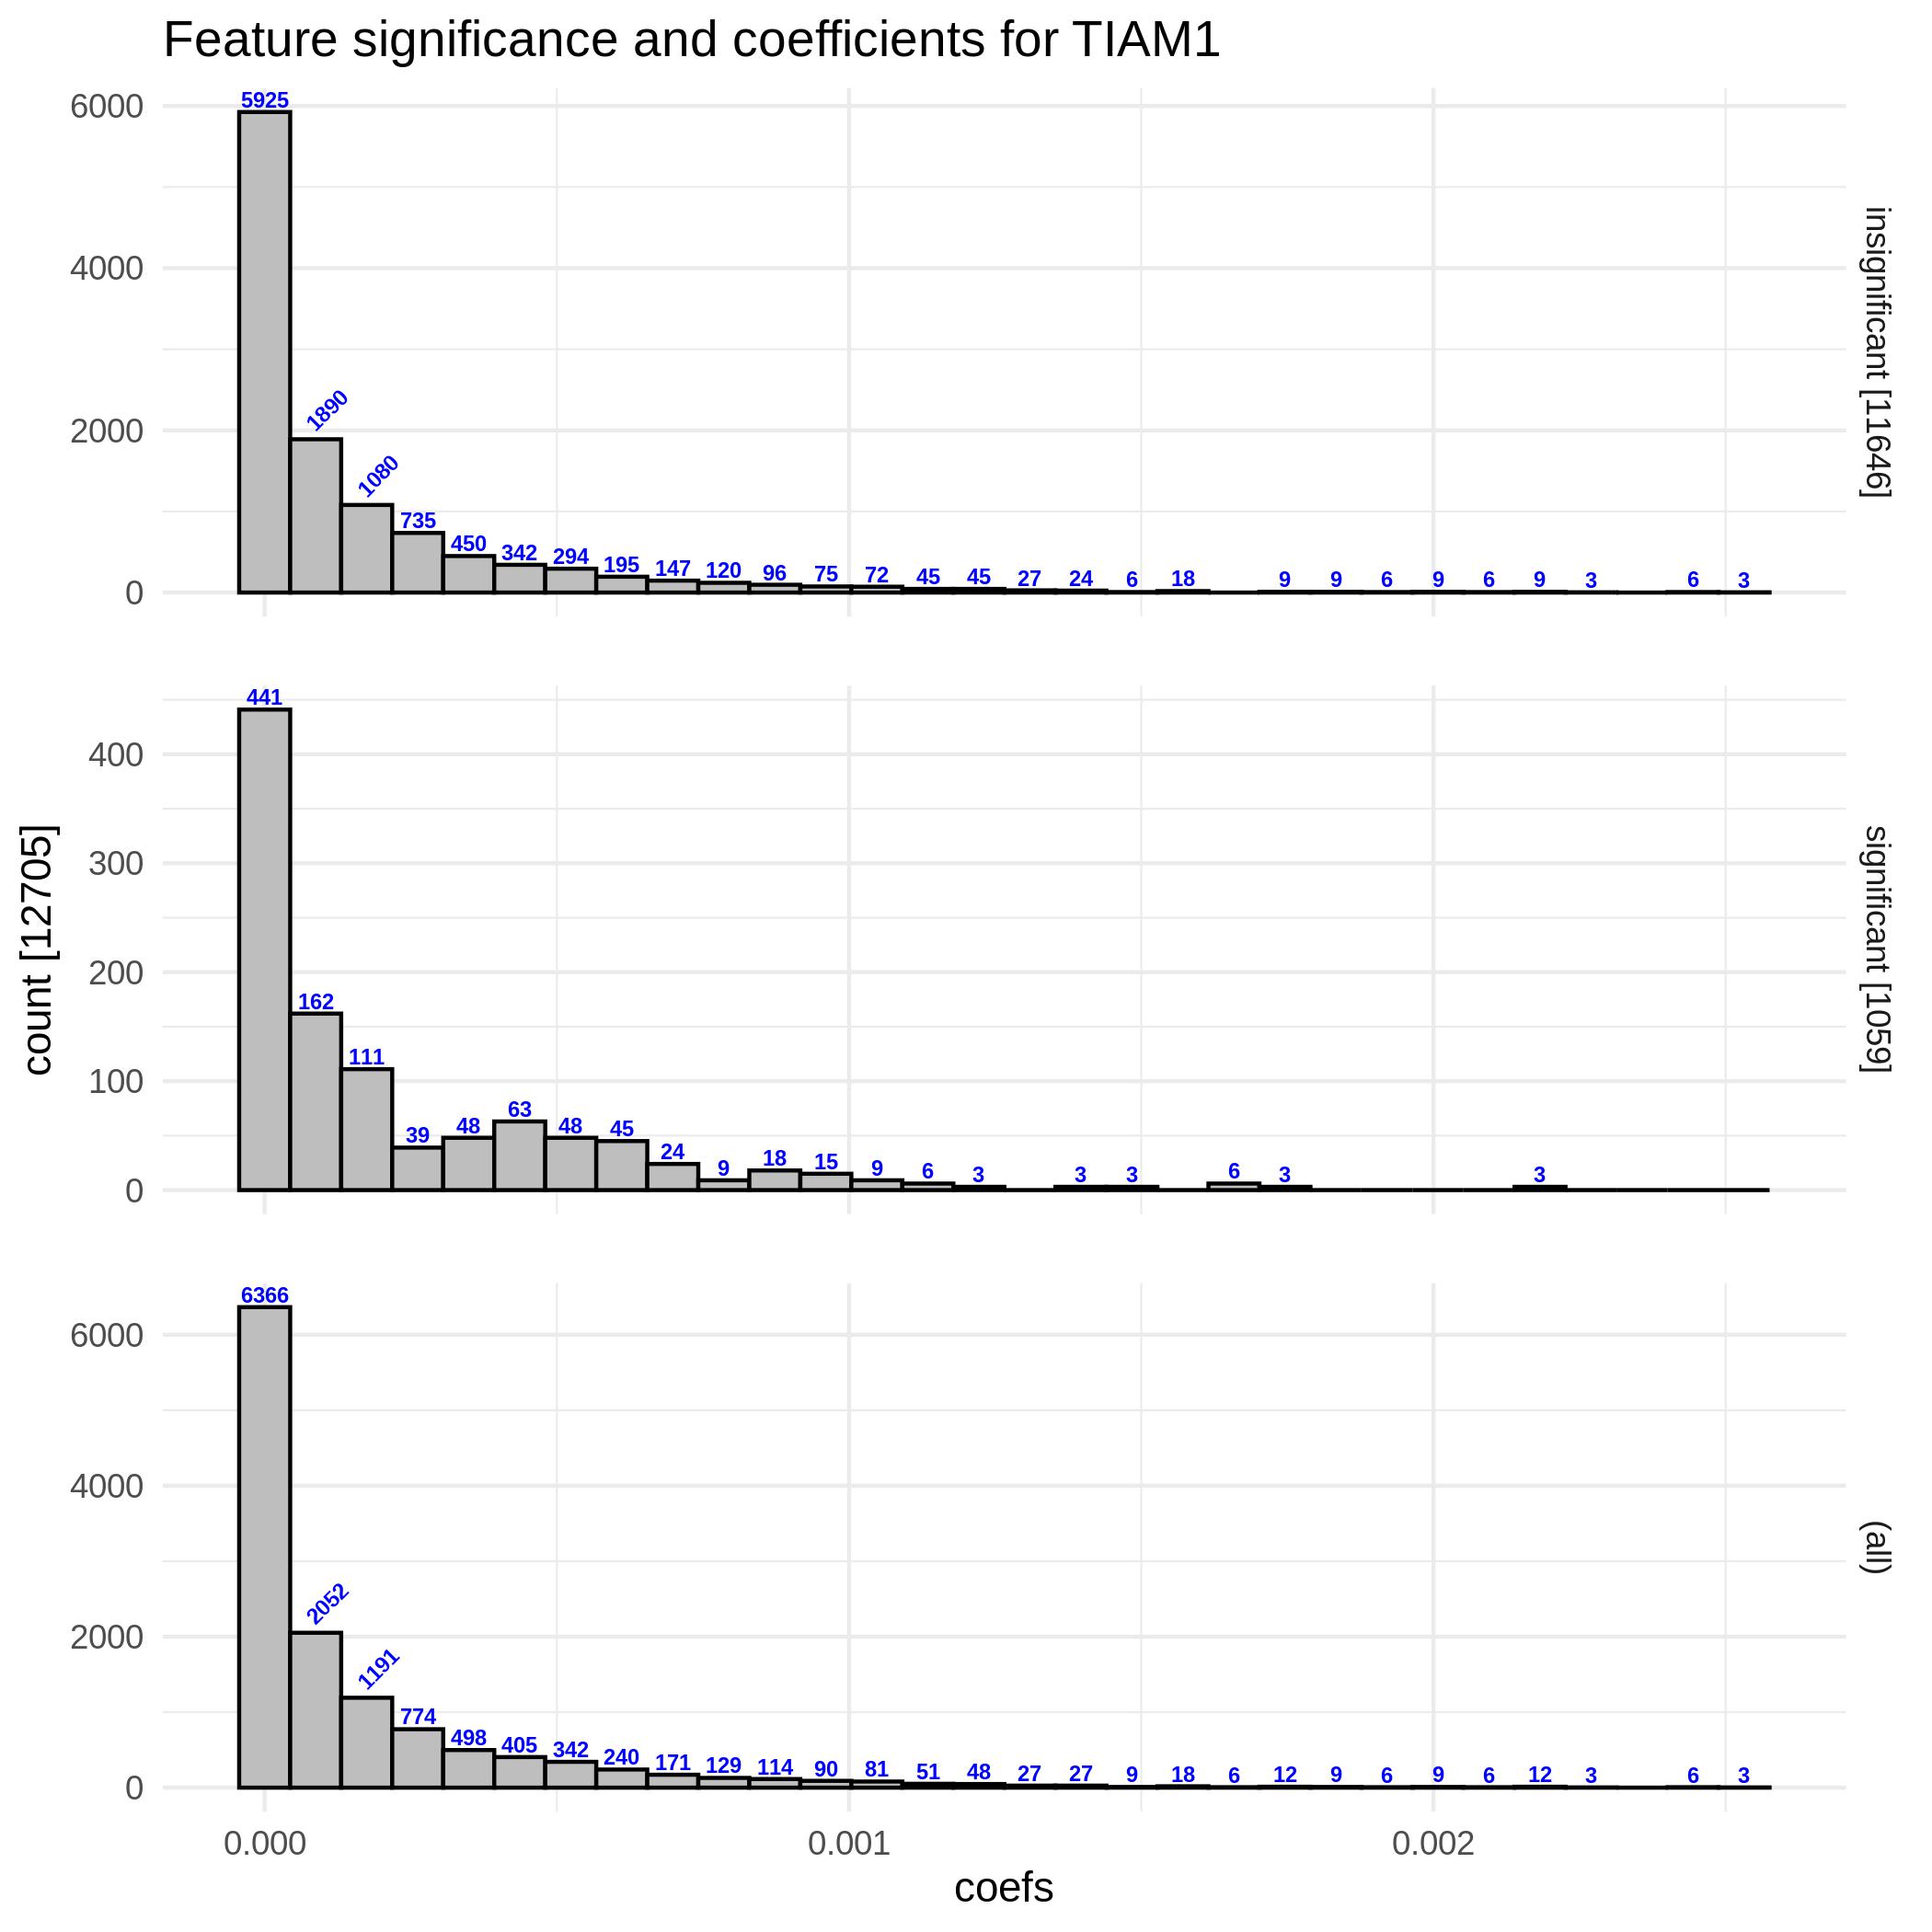 Feature significance and coefficients for TIAM1
5925
1890
1080
735 450 342 294 195 147 120 96 75 72 45 45 27 24 6 18 9 9 6 9 6 9 3 6 3
6000
4000
2000
0
insignificant [11646]
441
162
111
39 48 63 48 45 24 9 18 15 9 6 3 3 3 6 3 3
400
300
200
100
0
significant [1059]
count [12705]
6366
2052
1191
774 498 405 342 240 171 129 114 90 81 51 48 27 27 9 18 6 12 9 6 9 6 12 3 6 3
6000
4000
2000
0
(all)
0.000 0.001 0.002
coefs